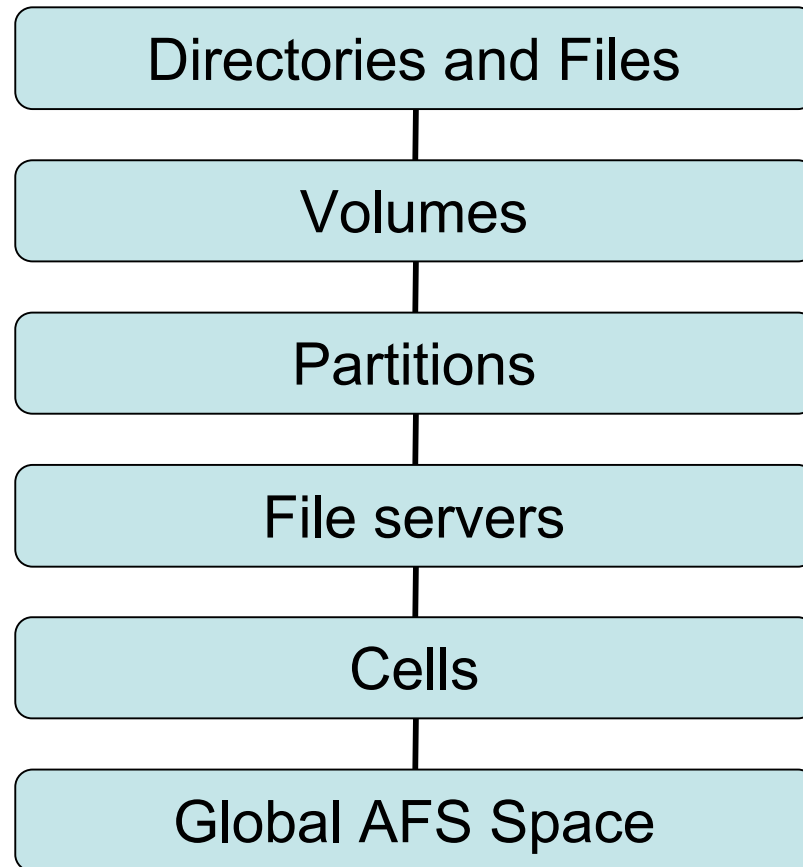 Directories and Files
Volumes
Partitions
File servers
Cells
Global AFS Space